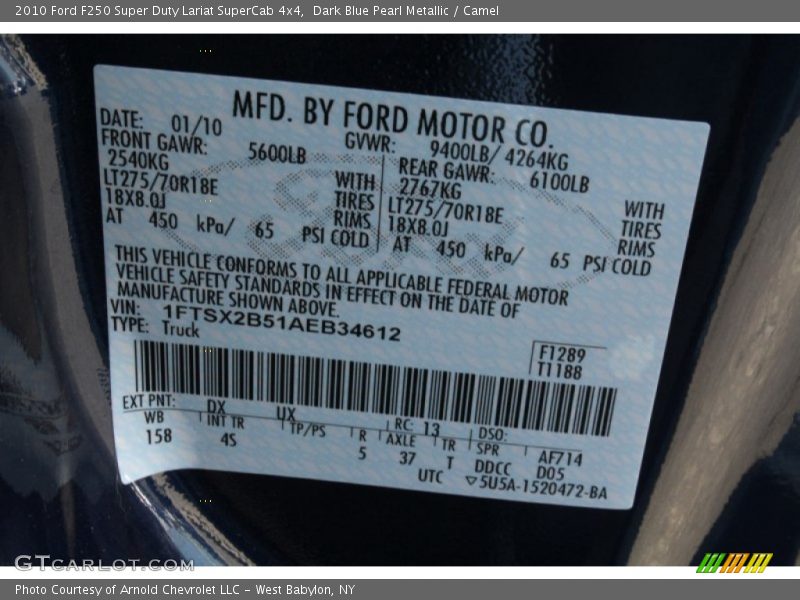 2010 Ford F250 Super Duty Lariat SuperCab 4x4, Dark Blue Pearl Metallic / Camel
MFD. BY FORD MOTOR CO.
DATE: 01/10 GVWR: 9400LB/ 4264KG
FRONT GAWR: 5600LB REAR GAWR: 6100LB
2540KG WITH 2767KG WITH
LT275/70R18E TIRES LT275/70R18E TIRES
18X8.0J RIMS 18X8.0J RIMS
AT 450 kPa/ 65 PSI COLD AT 450 kPa/ 65 PSI COLD
THIS VEHICLE CONFORMS TO ALL APPLICABLE FEDERAL MOTOR
VEHICLE SAFETY STANDARDS IN EFFECT ON THE DATE OF
MANUFACTURE SHOWN ABOVE.
VIN: 1FTSX2B51AEB34612
TYPE: Truck
F1289
T1188
EXT PNT: DX UX RC 13 DSO:
WB INT TR TP/PS R AXLE TR SPR AF714
158 4S 5 37 T DDCC D05
UTC ▽5U5A-1520472-BA
GTCARLOT.COM
Photo Courtesy of Arnold Chevrolet LLC - West Babylon, NY